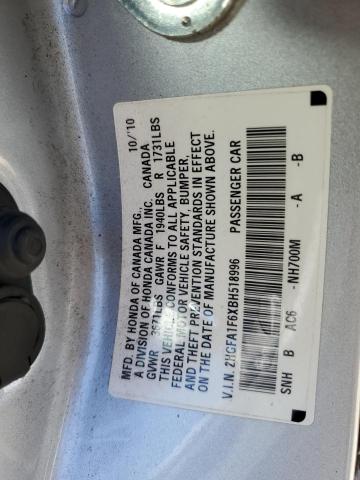 MFD. BY HONDA OF CANADA MFG. 10/'10
A DIVISION OF HONDA CANADA INC. CANADA
GVWR LBS GAWR F 1940LBS R 1731LBS
THIS VEHICLE CONFORMS TO ALL APPLICABLE
FEDERAL MOTOR VEHICLE SAFETY, BUMPER,
AND THEFT PREVENTION STANDARDS IN EFFECT
ON THE DATE OF MANUFACTURE SHOWN ABOVE.
V.I.N. 2HGFA1F6XBH518996 PASSENGER CAR
SNH B AC6 -NH700M -A -B